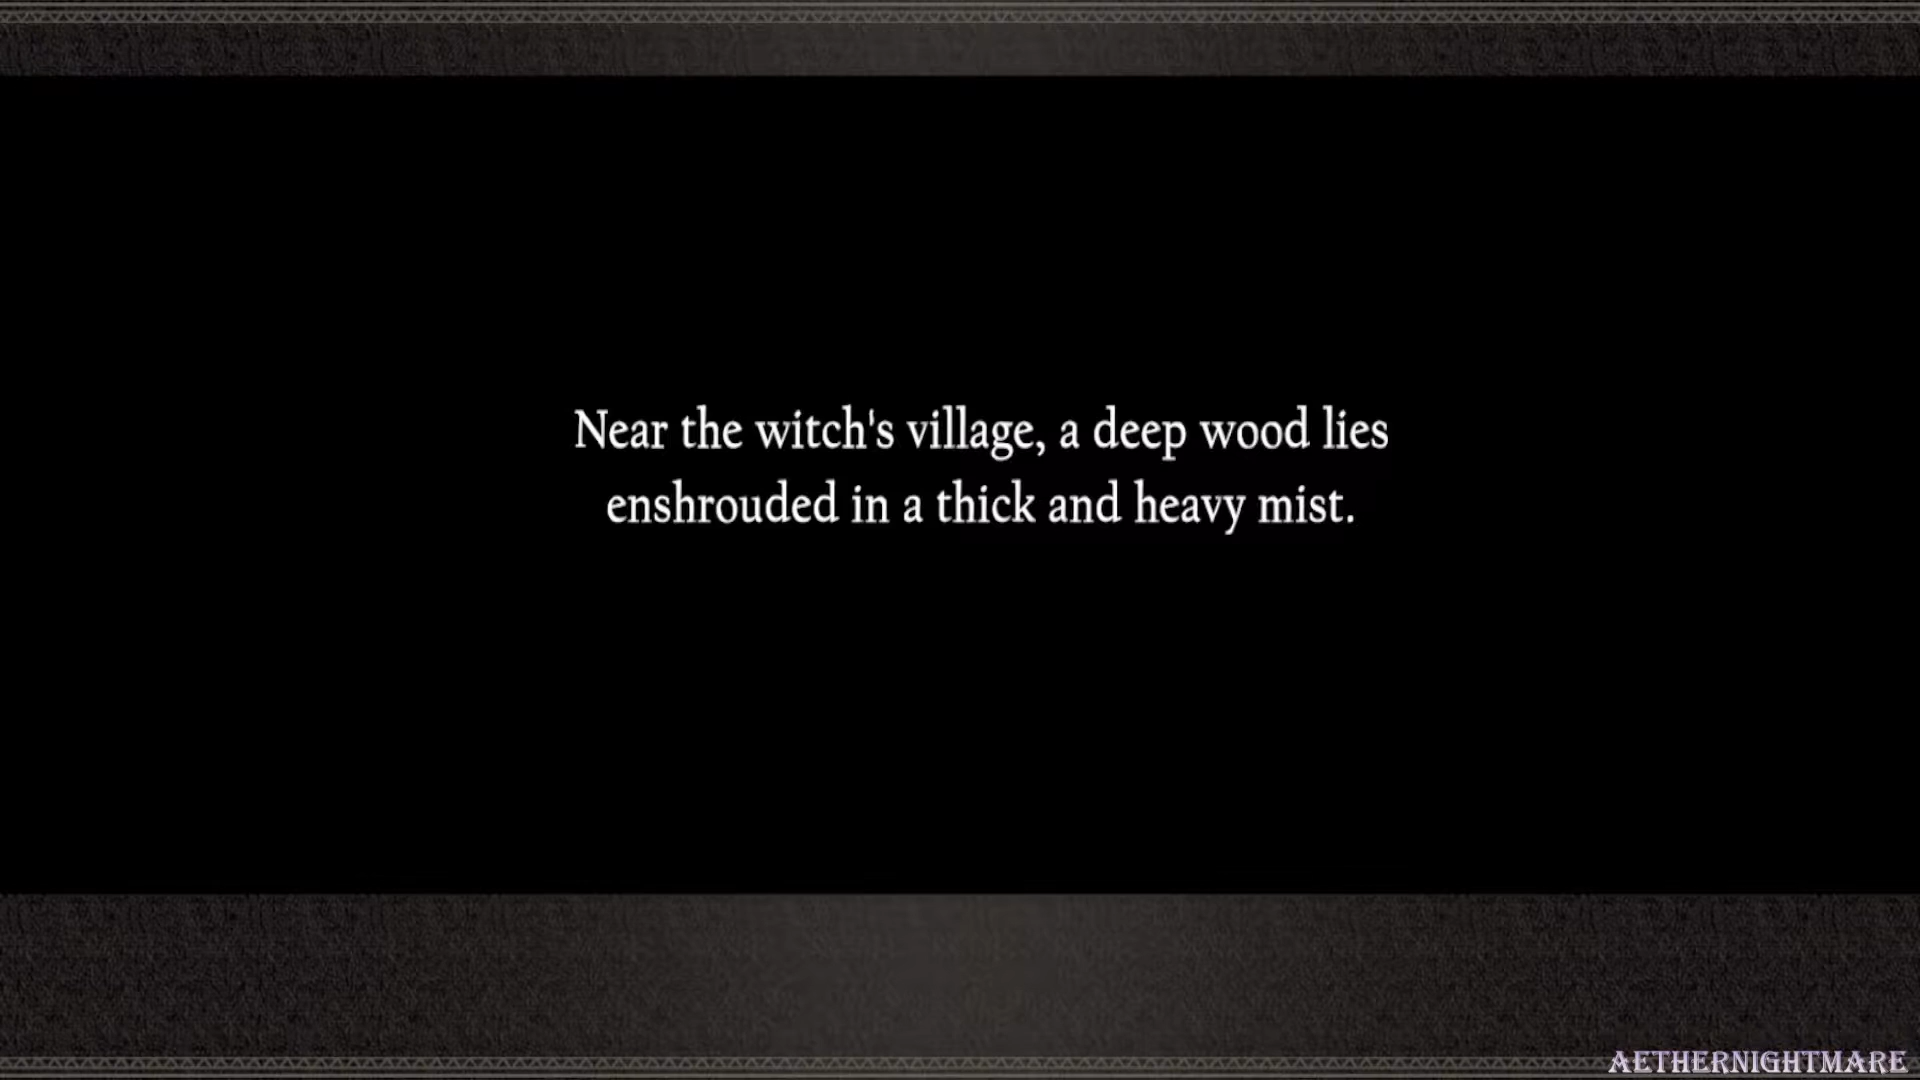 Near the witch's village, a deep wood lies
enshrouded in a thick and heavy mist.
AETHERNIGHTMARE